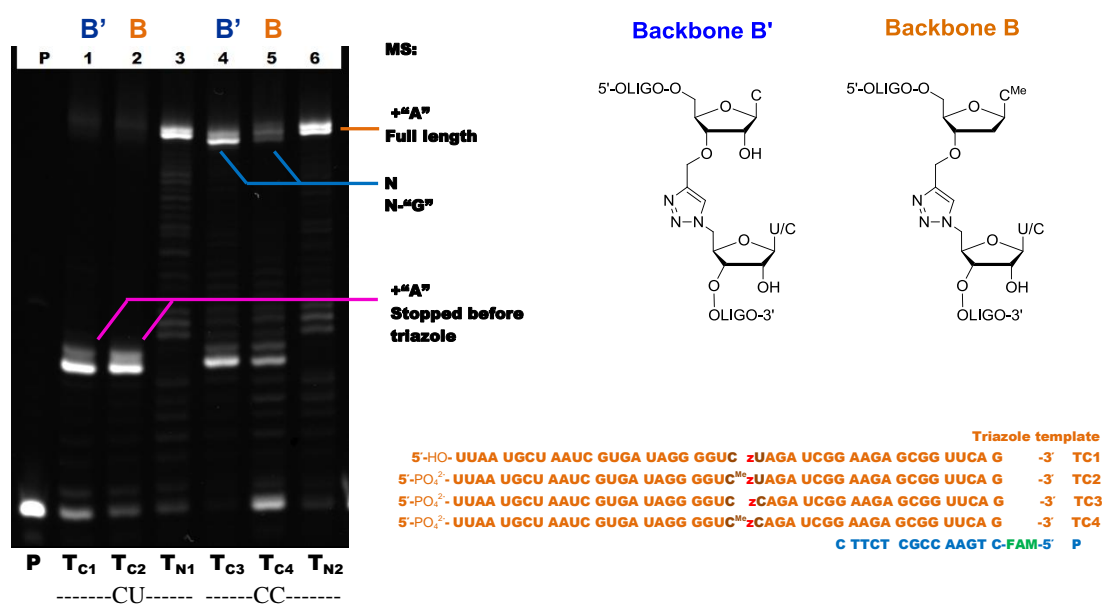 B’ B B’ B
P 1 2 3 4 5 6
MS:
+“A”
Full length
N
N-“G”
+“A”
Stopped before
triazole
P TC1 TC2 TN1 TC3 TC4 TN2
-------CU------ ------CC-------
Backbone B'
5'-OLIGO-O
O
C
O
OH
N
N
N
O
U/C
O
OH
OLIGO-3'
Backbone B
5'-OLIGO-O
O
CMe
O
N
N
N
O
U/C
O
OH
OLIGO-3'
Triazole template
5´-HO- UUAA UGCU AAUC GUGA UAGG GGUC zUAGA UCGG AAGA GCGG UUCA G -3´ TC1
5´-PO42-- UUAA UGCU AAUC GUGA UAGG GGUCMezUAGA UCGG AAGA GCGG UUCA G -3´ TC2
5´-PO42-- UUAA UGCU AAUC GUGA UAGG GGUC zCAGA UCGG AAGA GCGG UUCA G -3´ TC3
5´-PO42-- UUAA UGCU AAUC GUGA UAGG GGUCMezCAGA UCGG AAGA GCGG UUCA G -3´ TC4
C TTCT CGCC AAGT C-FAM-5´ P